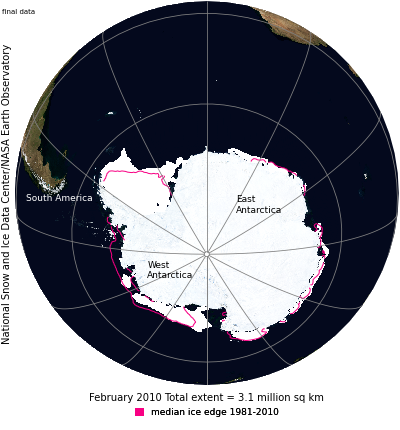 final data
National Snow and Ice Data Center/NASA Earth Observatory
South America
East
Antarctica
West
Antarctica
February 2010 Total extent = 3.1 million sq km
median ice edge 1981-2010